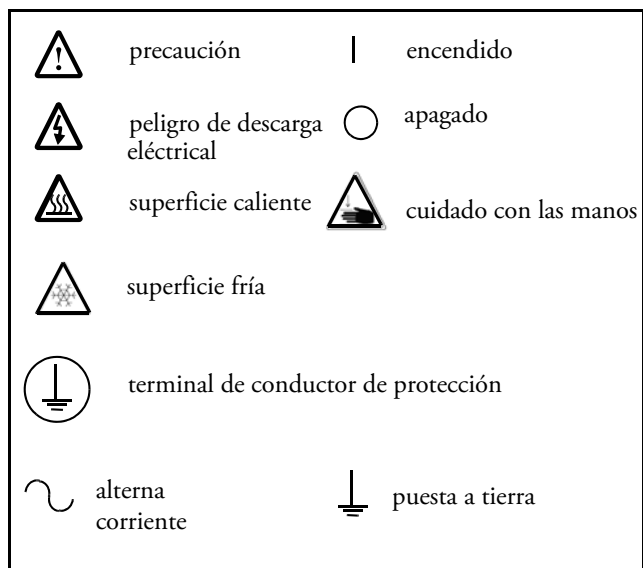 precaución
encendido
peligro de descarga
eléctrical
apagado
superficie caliente
cuidado con las manos
superficie fría
terminal de conductor de protección
alterna
corriente
puesta a tierra